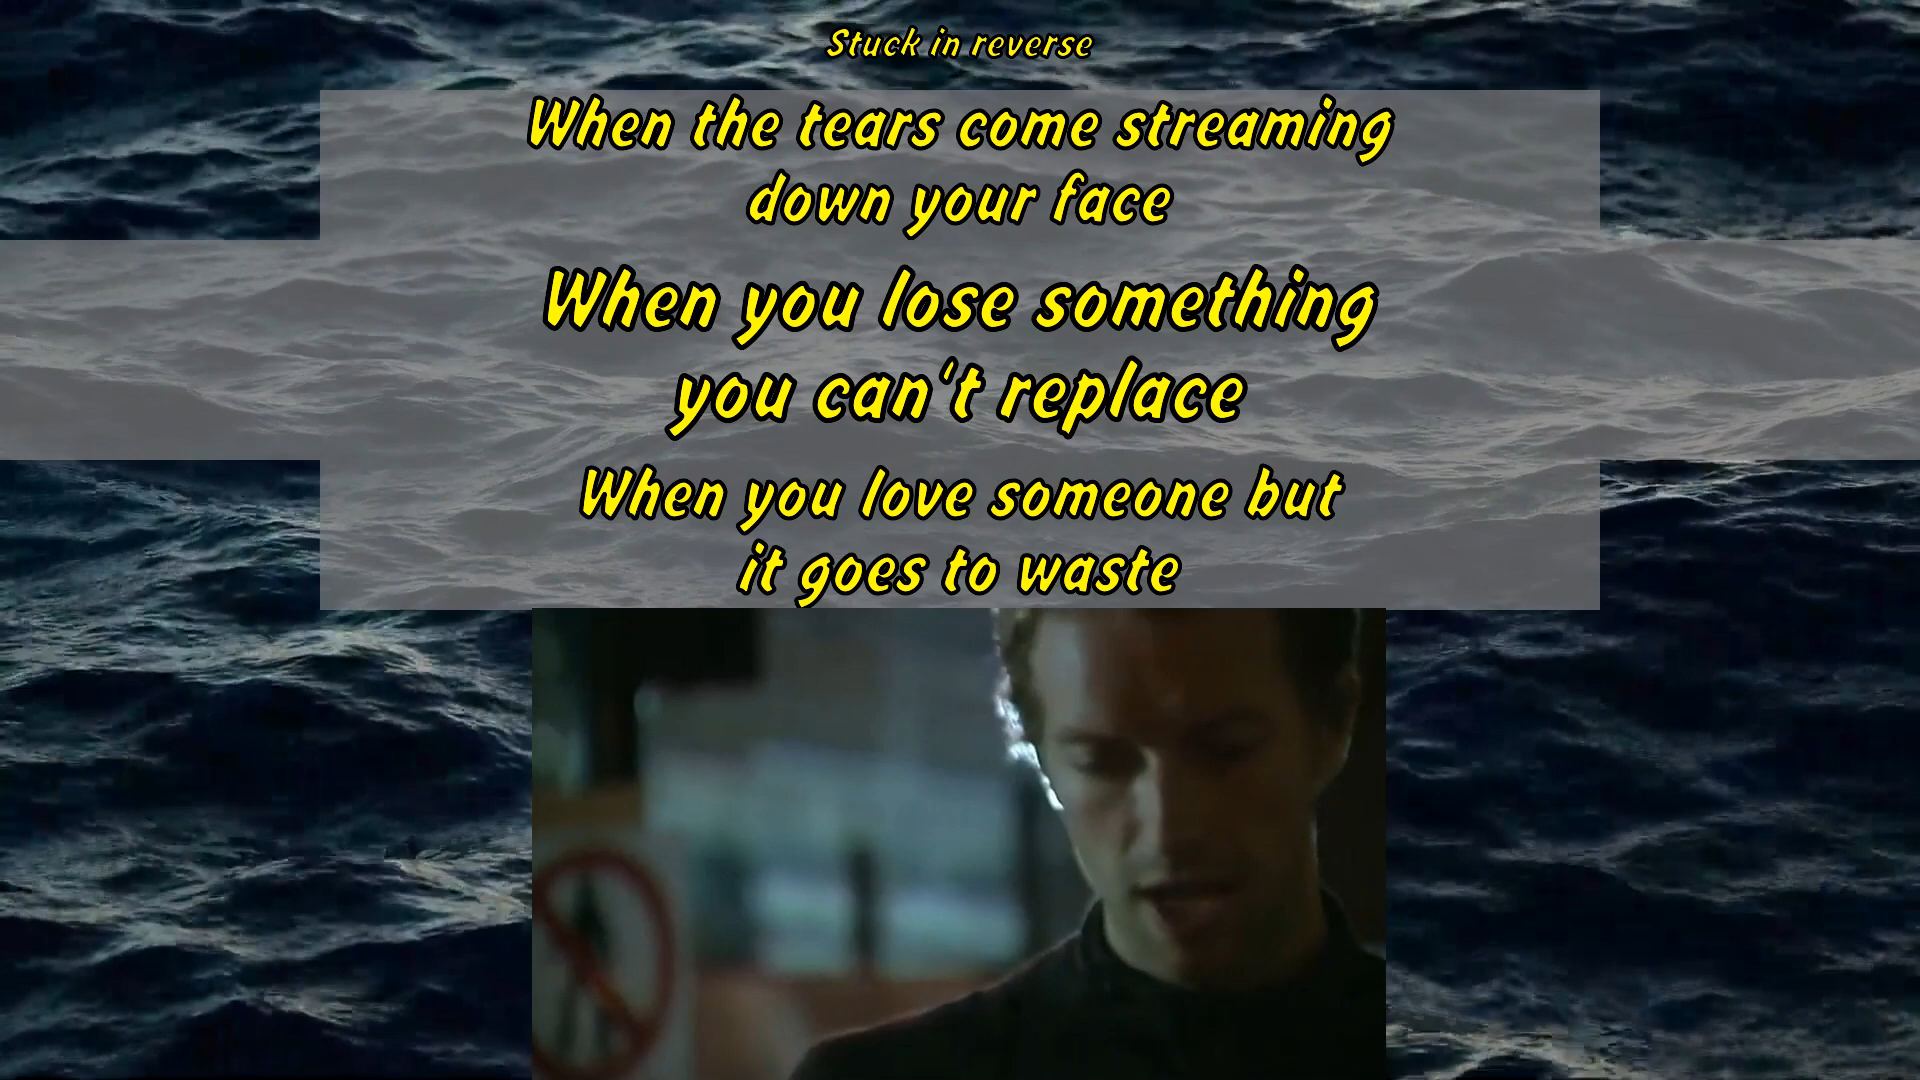 Stuck in reverse
When the tears come streaming
down your face
When you lose something
you can't replace
When you love someone but
it goes to waste